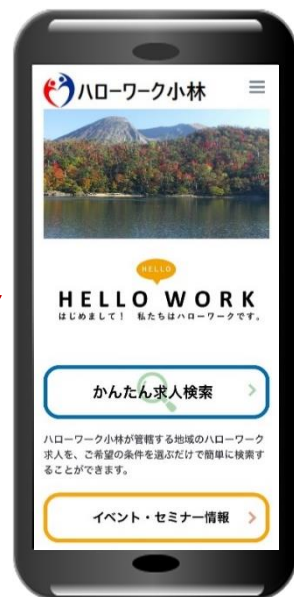 ハローワーク小林
HELLO
HELLO WORK
はじめまして! 私たちはハローワークです。
かんたん求人検索
ハローワーク小林が管轄する地域のハローワーク
求人を、ご希望の条件を選ぶだけで簡単に検索す
ることができます。
イベント・セミナー情報